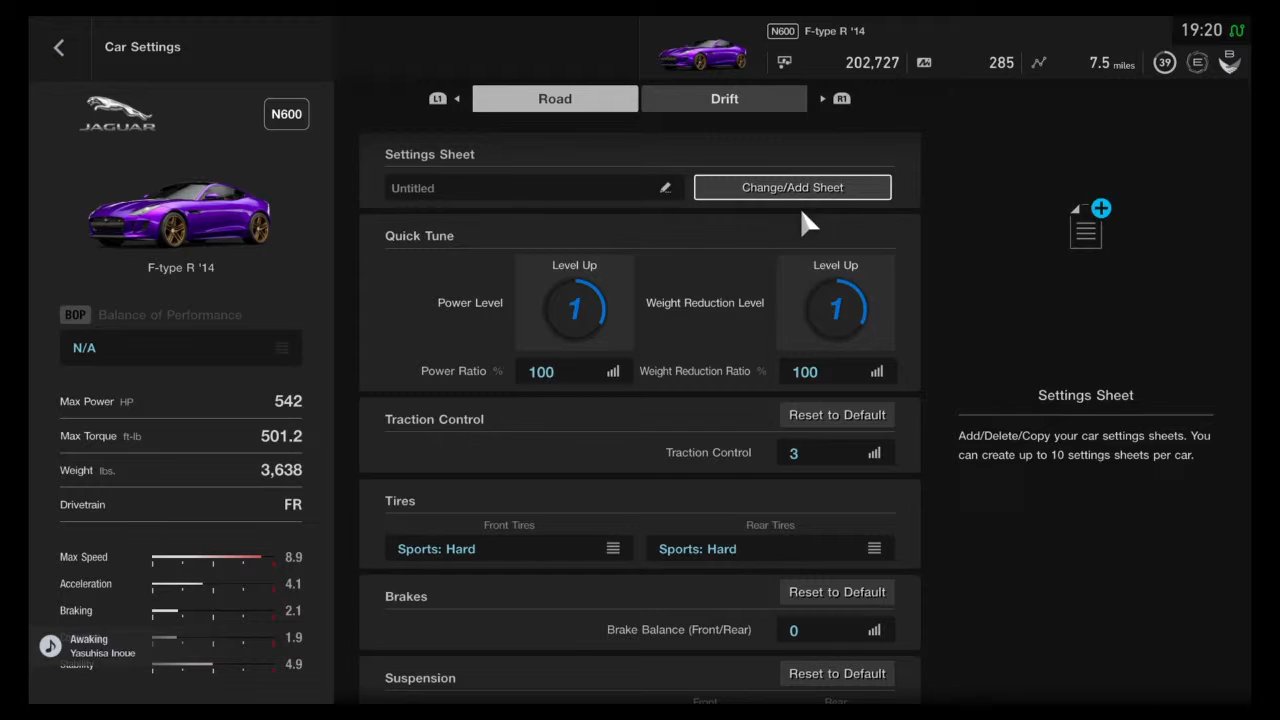 Car Settings
N600 F-type R '14
19:20
202,727 285 7.5 miles 39 E B
JAGUAR
N600
L1 Road Drift R1
Settings Sheet
Untitled Change/Add Sheet
Quick Tune
Level Up Level Up
Power Level 1 Weight Reduction Level 1
Power Ratio % 100 Weight Reduction Ratio % 100
Traction Control Reset to Default
Traction Control 3
Tires
Front Tires Rear Tires
Sports: Hard Sports: Hard
Brakes Reset to Default
Brake Balance (Front/Rear) 0
Suspension Reset to Default
Front Rear
F-type R '14
BOP Balance of Performance
N/A
Max Power HP 542
Max Torque ft-lb 501.2
Weight lbs. 3,638
Drivetrain FR
Max Speed 8.9
Acceleration 4.1
Braking 2.1
1.9
Stability 4.9
Awaking
Yasuhisa Inoue
Settings Sheet
Add/Delete/Copy your car settings sheets. You
can create up to 10 settings sheets per car.